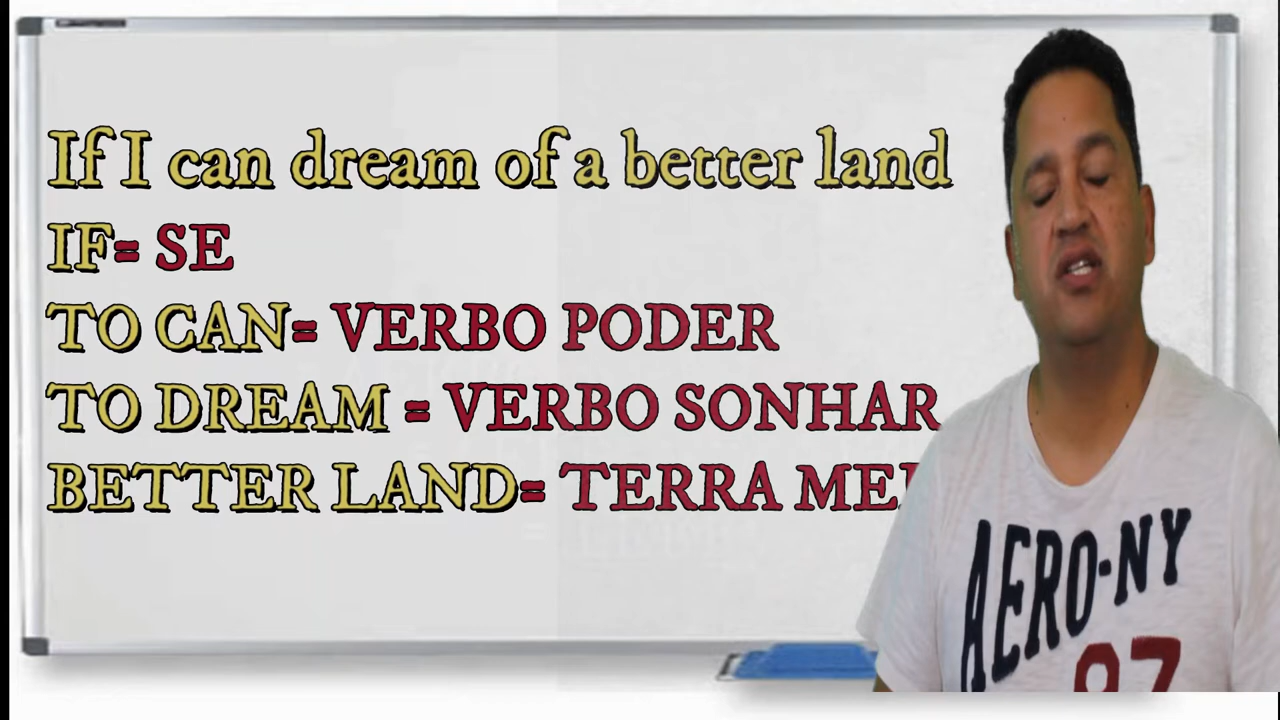 If I can dream of a better land
IF= SE
TO CAN= VERBO PODER
TO DREAM = VERBO SONHAR
BETTER LAND= TERRA
AERO-NY
97